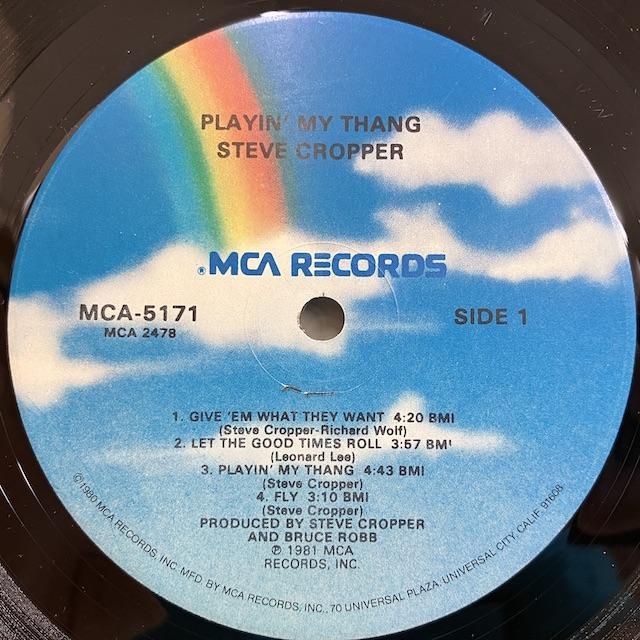 PLAYIN' MY THANG
STEVE CROPPER
®MCA RECORDS
MCA-5171
MCA 2478
SIDE 1
1. GIVE 'EM WHAT THEY WANT 4:20 BMI
(Steve Cropper-Richard Wolf)
2. LET THE GOOD TIMES ROLL 3:57 BMI
(Leonard Lee)
3. PLAYIN' MY THANG 4:43 BMI
(Steve Cropper)
4. FLY 3:10 BMI
(Steve Cropper)
PRODUCED BY STEVE CROPPER
AND BRUCE ROBB
℗ 1981 MCA
RECORDS, INC.
©1980 MCA RECORDS, INC. MFD. BY MCA RECORDS, INC., 70 UNIVERSAL PLAZA, UNIVERSAL CITY, CALIF. 91608